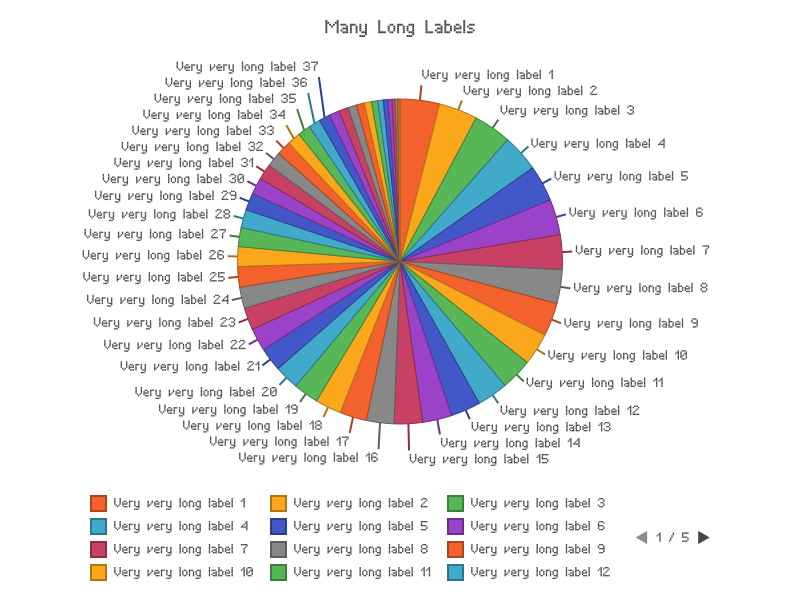 Many Long Labels
Very very long label 37
Very very long label 36
Very very long label 35
Very very long label 34
Very very long label 33
Very very long label 32
Very very long label 31
Very very long label 30
Very very long label 29
Very very long label 28
Very very long label 27
Very very long label 26
Very very long label 25
Very very long label 24
Very very long label 23
Very very long label 22
Very very long label 21
Very very long label 20
Very very long label 19
Very very long label 18
Very very long label 17
Very very long label 16
Very very long label 1
Very very long label 2
Very very long label 3
Very very long label 4
Very very long label 5
Very very long label 6
Very very long label 7
Very very long label 8
Very very long label 9
Very very long label 10
Very very long label 11
Very very long label 12
Very very long label 13
Very very long label 14
Very very long label 15
Very very long label 1 Very very long label 2 Very very long label 3
Very very long label 4 Very very long label 5 Very very long label 6
Very very long label 7 Very very long label 8 Very very long label 9
Very very long label 10 Very very long label 11 Very very long label 12
1 / 5